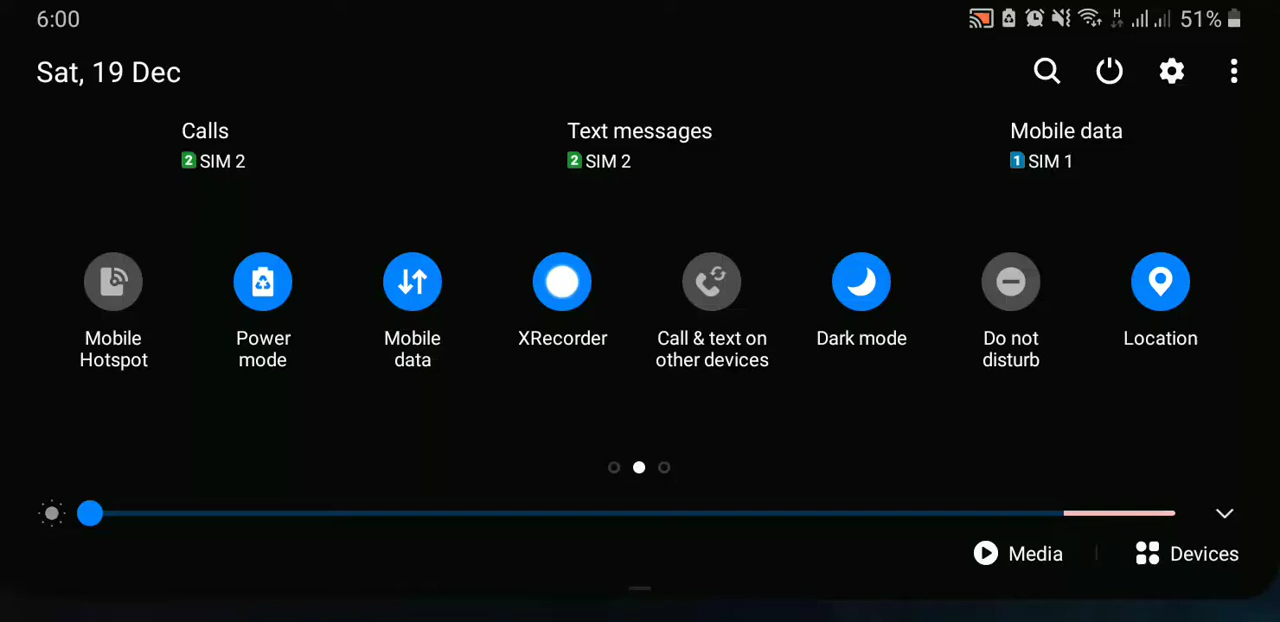 6:00
H
51%
Sat, 19 Dec
Calls
2 SIM 2
Text messages
2 SIM 2
Mobile data
1 SIM 1
Mobile
Hotspot
Power
mode
Mobile
data
XRecorder
Call & text on
other devices
Dark mode
Do not
disturb
Location
Media
Devices